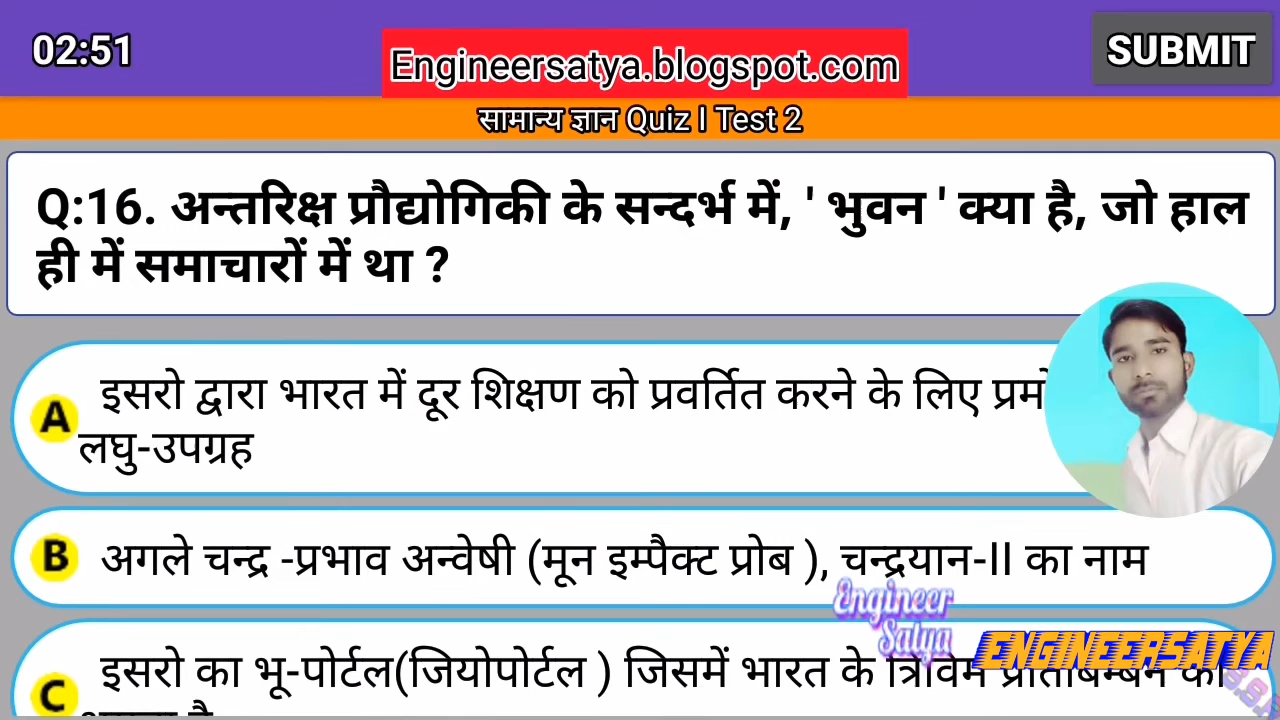 02:51
Engineersatya.blogspot.com
SUBMIT
सामान्य ज्ञान Quiz I Test 2
Q:16. अन्तरिक्ष प्रौद्योगिकी के सन्दर्भ में, ' भुवन ' क्या है, जो हाल
ही में समाचारों में था ?
A इसरो द्वारा भारत में दूर शिक्षण को प्रवर्तित करने के लिए
लघु-उपग्रह
B अगले चन्द्र -प्रभाव अन्वेषी (मून इम्पैक्ट प्रोब ), चन्द्रयान-II का नाम
Engineer
Satya
ENGINEERSATYA
C इसरो का भू-पोर्टल(जियोपोर्टल ) जिसमें भारत के त्रिविम प्रतिबिम्बन की